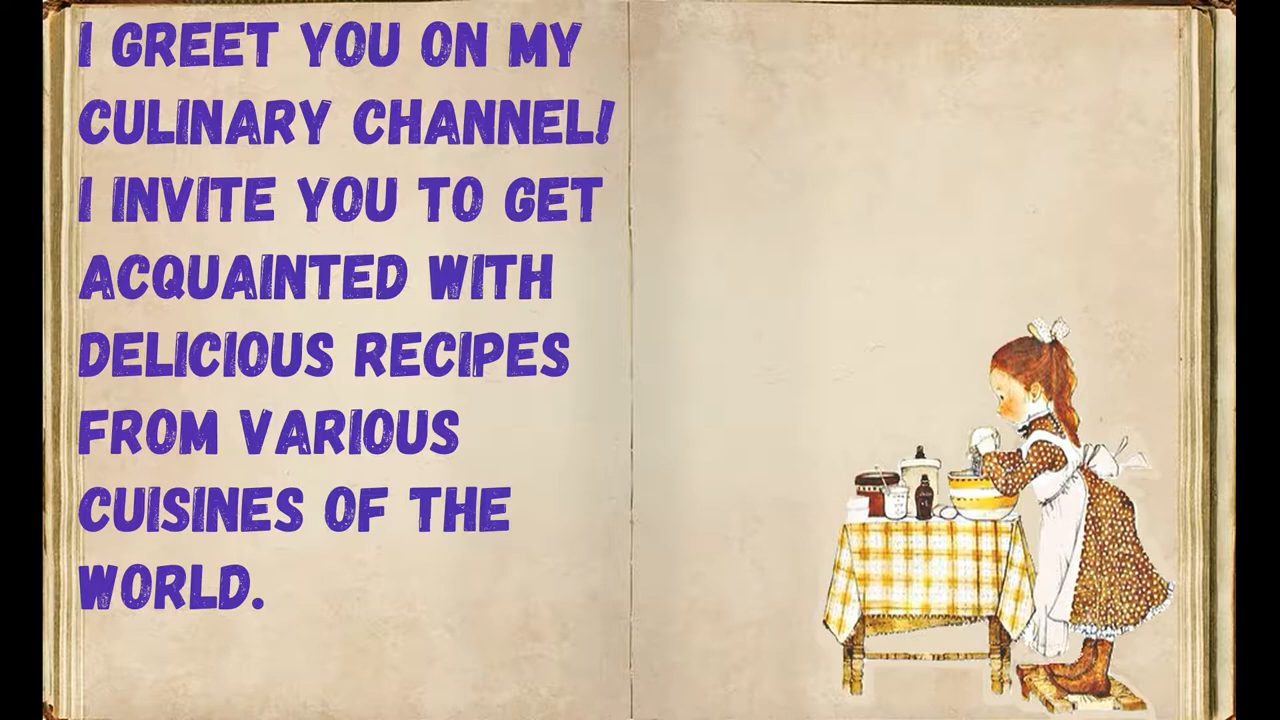 I GREET YOU ON MY
CULINARY CHANNEL!
I INVITE YOU TO GET
ACQUAINTED WITH
DELICIOUS RECIPES
FROM VARIOUS
CUISINES OF THE
WORLD.